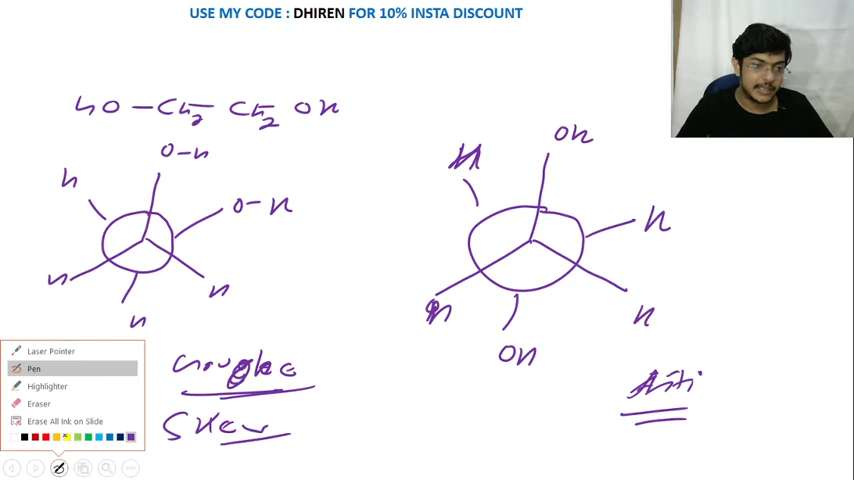 USE MY CODE : DHIREN FOR 10% INSTA DISCOUNT
HO — CH2 — CH2 OH
O-H
H
O-H
H
H
H
OH
H
H
H
H
OH
Skew
Anti
Laser Pointer
Pen
Highlighter
Eraser
Erase All Ink on Slide